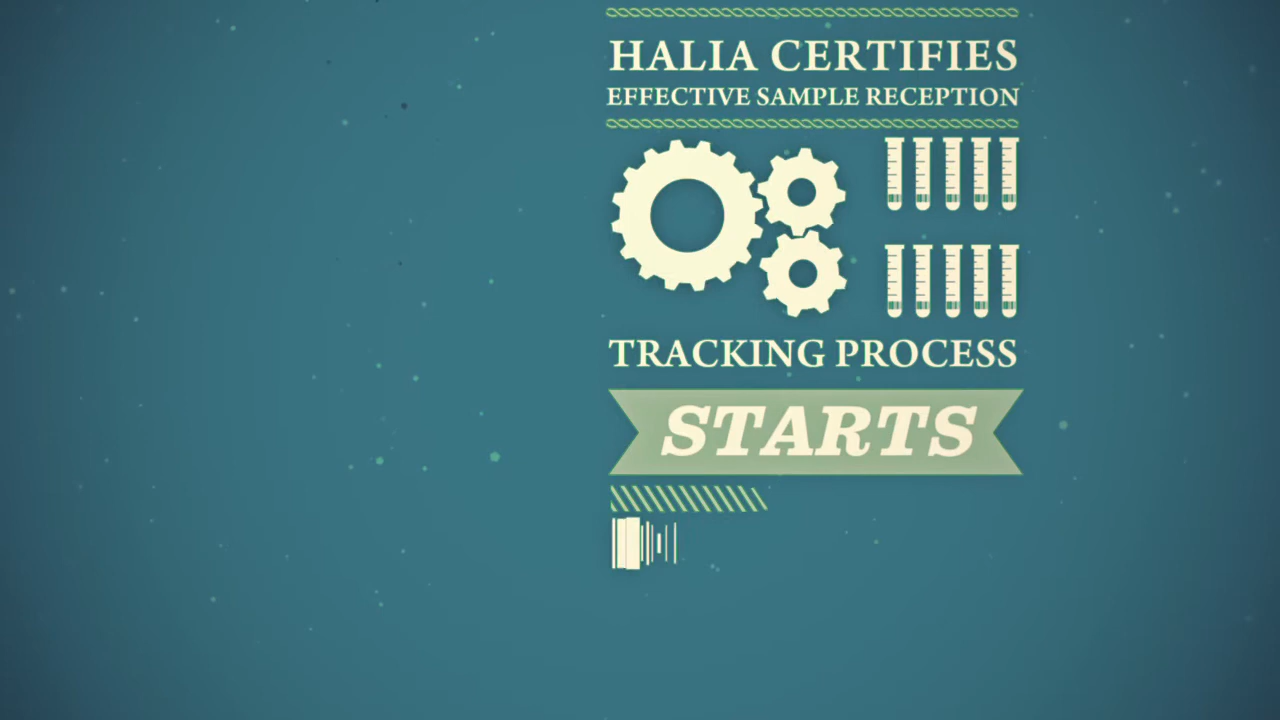 HALIA CERTIFIES
EFFECTIVE SAMPLE RECEPTION
TRACKING PROCESS
STARTS